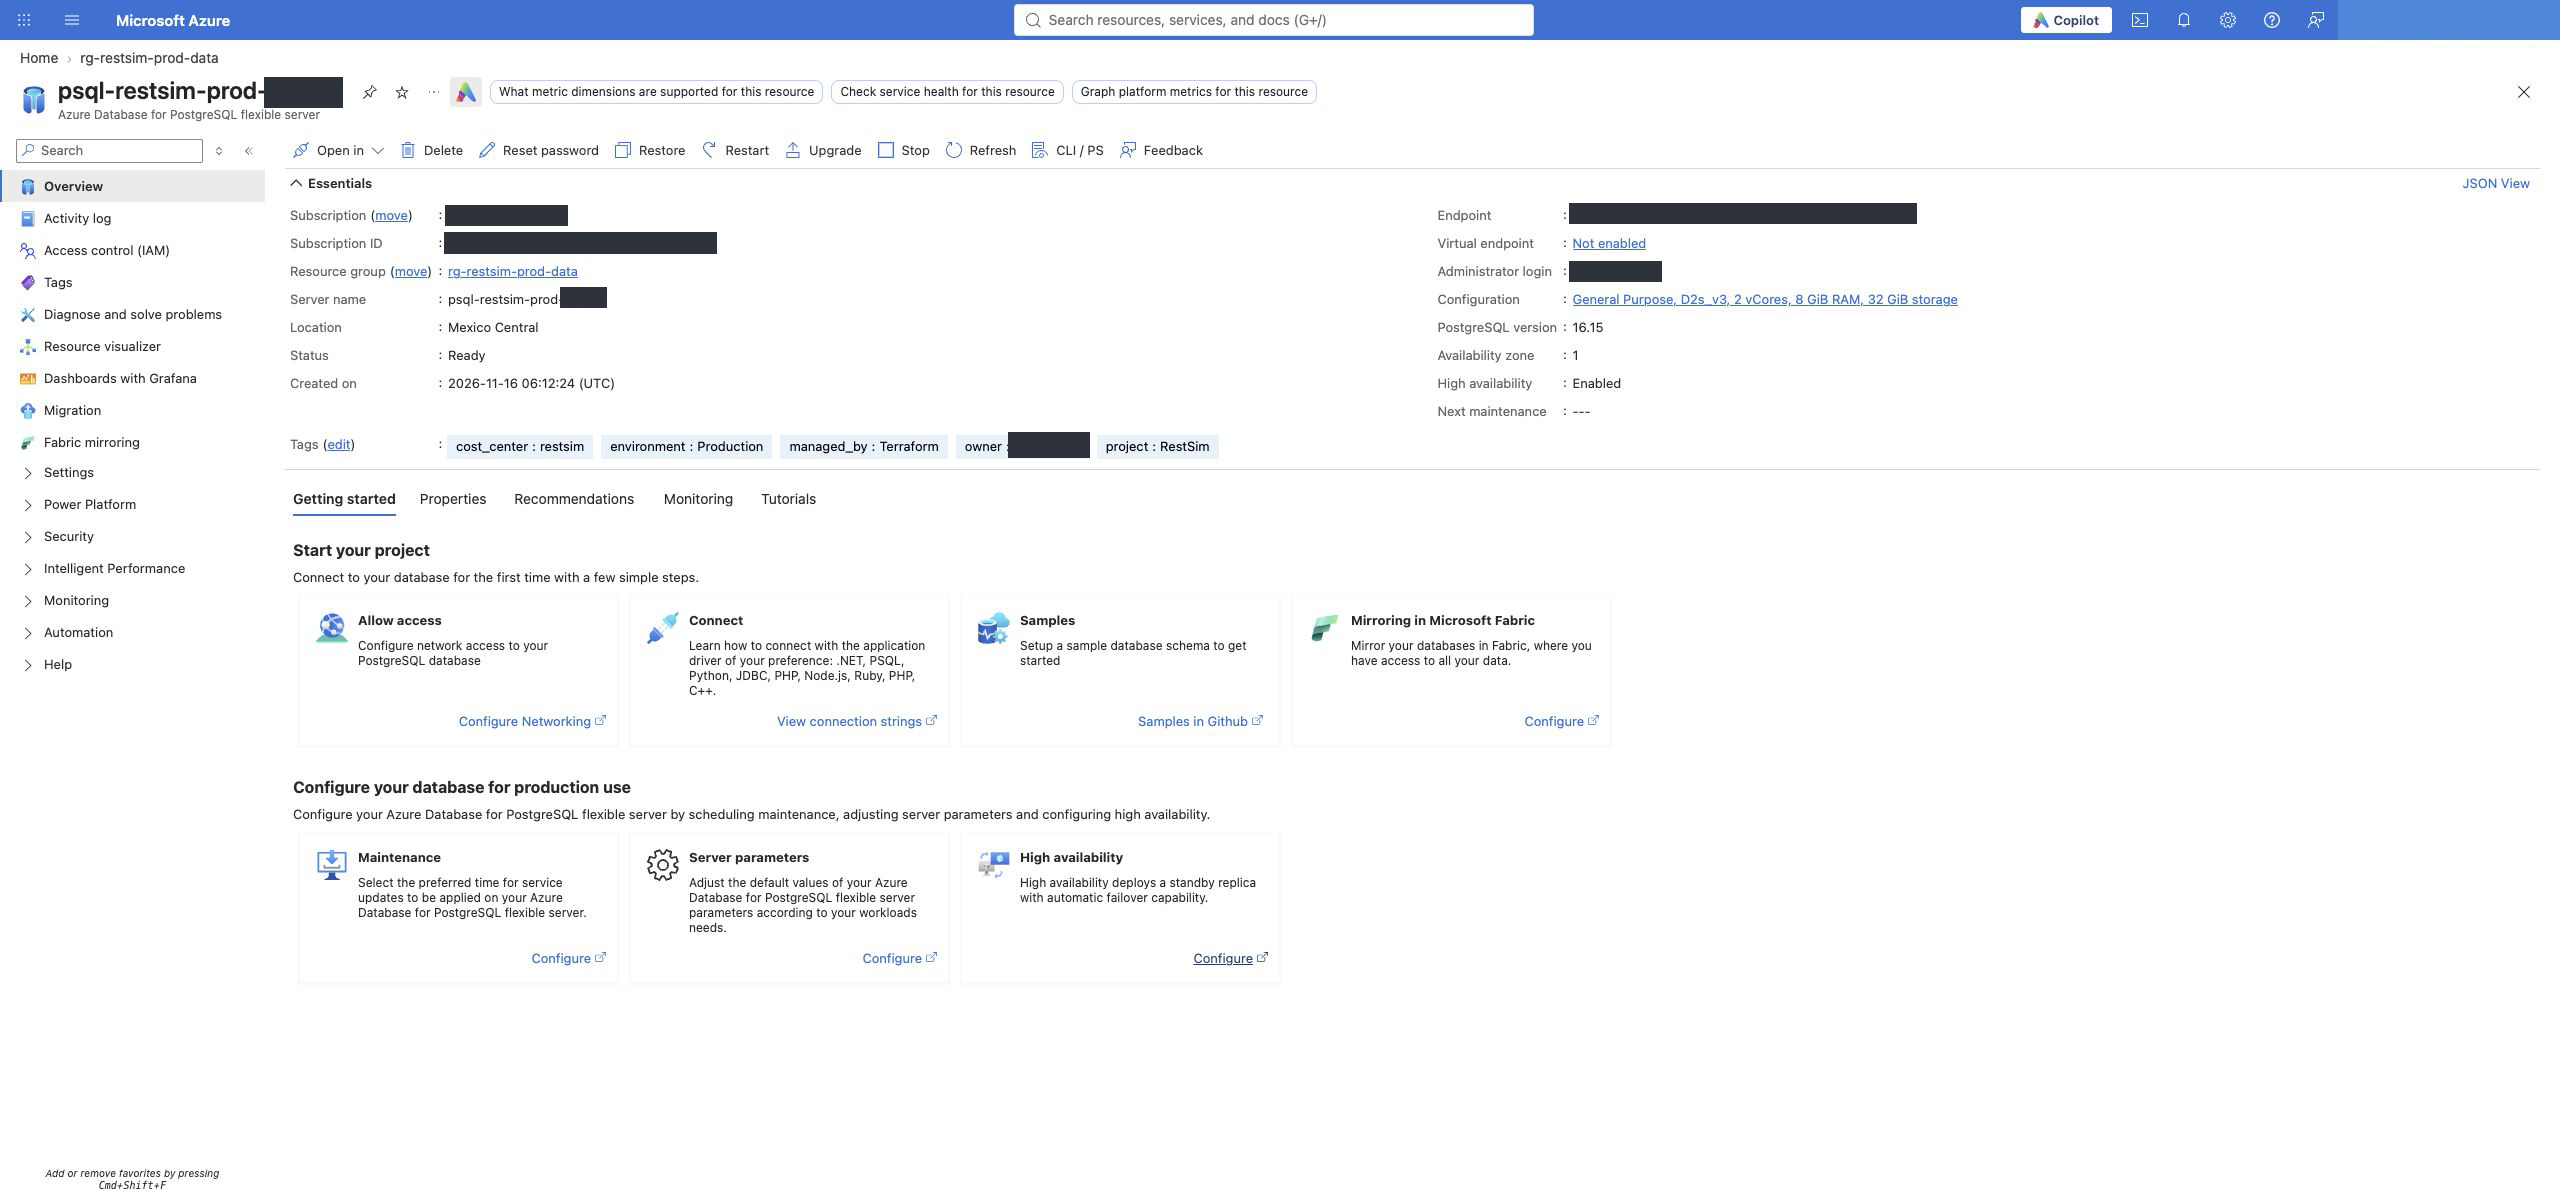 Microsoft Azure
Search resources, services, and docs (G+/)
Copilot
Home › rg-restsim-prod-data
psql-restsim-prod-
What metric dimensions are supported for this resource
Check service health for this resource
Graph platform metrics for this resource
Azure Database for PostgreSQL flexible server
Search
Overview
Activity log
Access control (IAM)
Tags
Diagnose and solve problems
Resource visualizer
Dashboards with Grafana
Migration
Fabric mirroring
Settings
Power Platform
Security
Intelligent Performance
Monitoring
Automation
Help
Add or remove favorites by pressing
Cmd+Shift+F
Open in Delete Reset password Restore Restart Upgrade Stop Refresh CLI / PS Feedback
Essentials
JSON View
Subscription (move) :
Subscription ID :
Resource group (move) : rg-restsim-prod-data
Server name : psql-restsim-prod-
Location : Mexico Central
Status : Ready
Created on : 2026-11-16 06:12:24 (UTC)
Endpoint :
Virtual endpoint : Not enabled
Administrator login :
Configuration : General Purpose, D2s_v3, 2 vCores, 8 GiB RAM, 32 GiB storage
PostgreSQL version : 16.15
Availability zone : 1
High availability : Enabled
Next maintenance : ---
Tags (edit) : cost_center : restsim environment : Production managed_by : Terraform owner : project : RestSim
Getting started Properties Recommendations Monitoring Tutorials
Start your project
Connect to your database for the first time with a few simple steps.
Allow access
Configure network access to your
PostgreSQL database
Configure Networking
Connect
Learn how to connect with the application
driver of your preference: .NET, PSQL,
Python, JDBC, PHP, Node.js, Ruby, PHP,
C++.
View connection strings
Samples
Setup a sample database schema to get
started
Samples in Github
Mirroring in Microsoft Fabric
Mirror your databases in Fabric, where you
have access to all your data.
Configure
Configure your database for production use
Configure your Azure Database for PostgreSQL flexible server by scheduling maintenance, adjusting server parameters and configuring high availability.
Maintenance
Select the preferred time for service
updates to be applied on your Azure
Database for PostgreSQL flexible server.
Configure
Server parameters
Adjust the default values of your Azure
Database for PostgreSQL flexible server
parameters according to your workloads
needs.
Configure
High availability
High availability deploys a standby replica
with automatic failover capability.
Configure